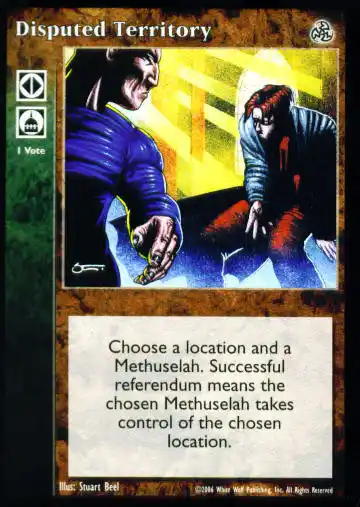 Disputed Territory
1 Vote
Choose a location and a
Methuselah. Successful
referendum means the
chosen Methuselah takes
control of the chosen
location.
Illus: Stuart Beel
©2006 White Wolf Publishing, Inc. All Rights Reserved